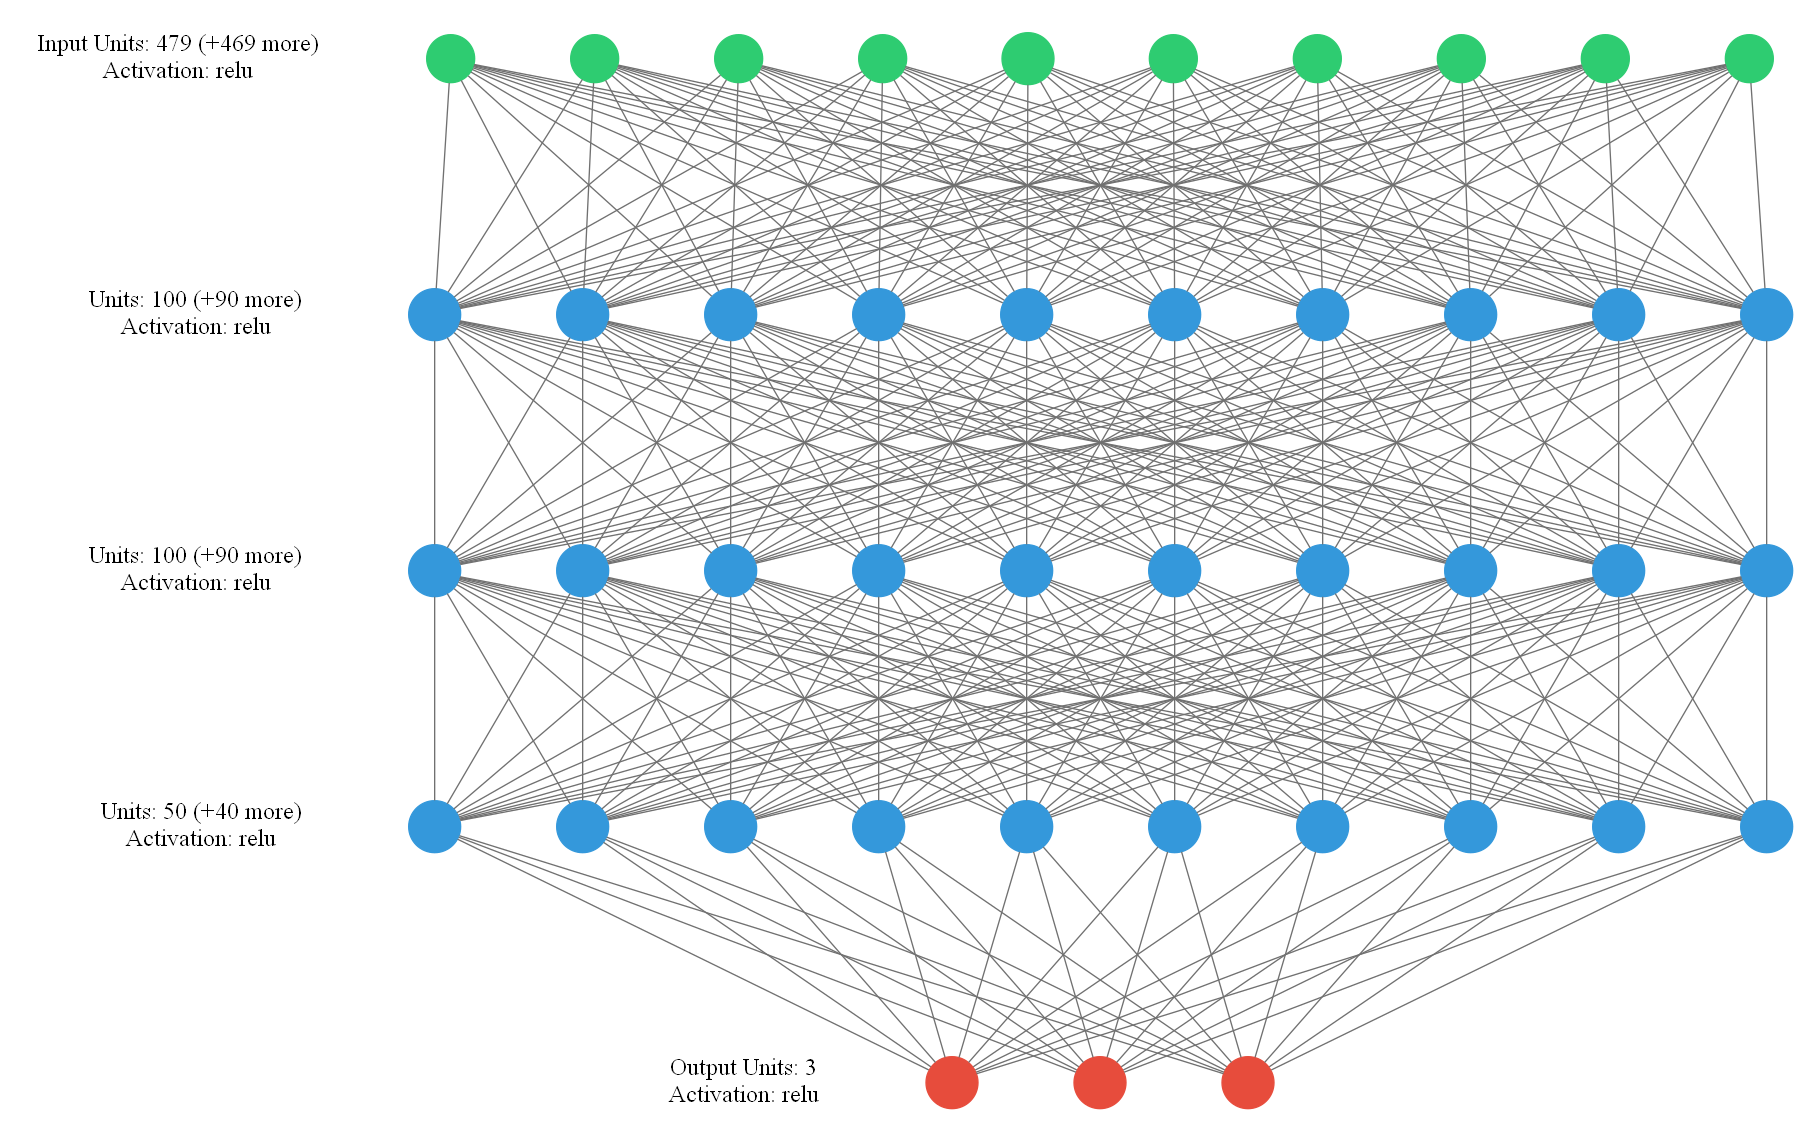 Input Units: 479 (+469 more)
Activation: relu
Units: 100 (+90 more)
Activation: relu
Units: 100 (+90 more)
Activation: relu
Units: 50 (+40 more)
Activation: relu
Output Units: 3
Activation: relu